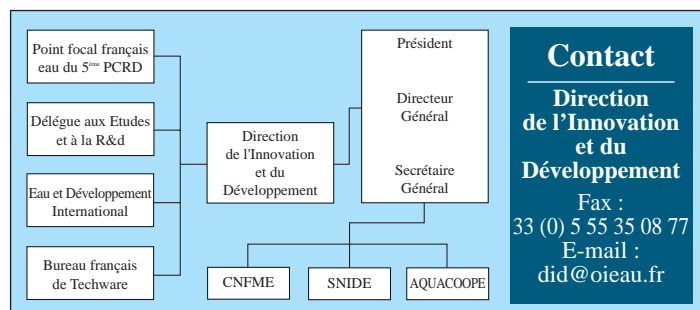 Point focal français
eau du 5ème PCRD
Délégue aux Etudes
et à la R&d
Eau et Développement
International
Bureau français
de Techware
Direction
de l'Innovation
et du
Développement
Président
Directeur
Général
Secrétaire
Général
CNFME
SNIDE
AQUACOOPE
Contact
Direction
de l’Innovation
et du
Développement
Fax :
33 (0) 5 55 35 08 77
E-mail :
did@oieau.fr